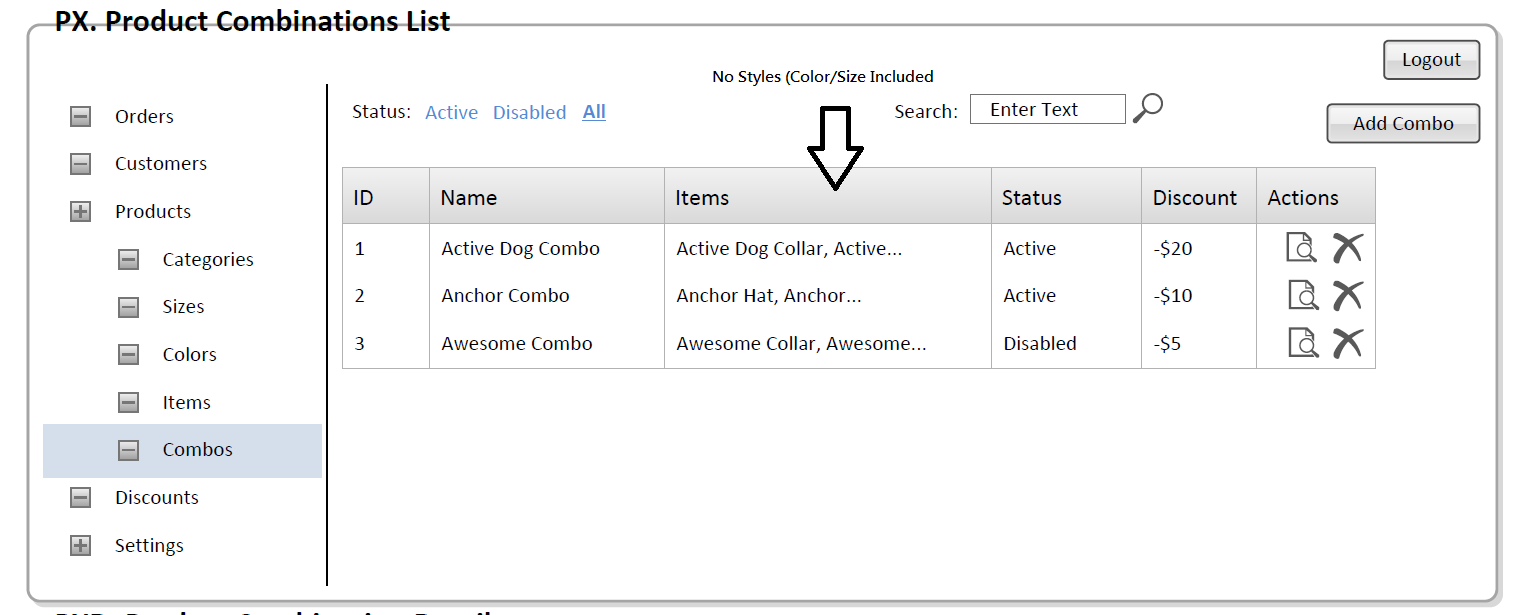 PX. Product Combinations List
Logout
No Styles (Color/Size Included
Status: Active Disabled All
Search: Enter Text
Add Combo
Orders
Customers
Products
Categories
Sizes
Colors
Items
Combos
Discounts
Settings
ID Name Items Status Discount Actions
1 Active Dog Combo Active Dog Collar, Active... Active -$20
2 Anchor Combo Anchor Hat, Anchor... Active -$10
3 Awesome Combo Awesome Collar, Awesome... Disabled -$5